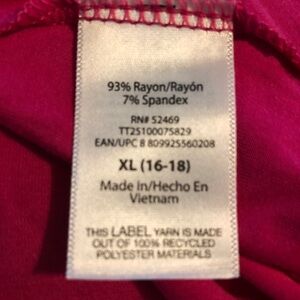 93% Rayon/Rayón
7% Spandex
RN# 52469
TT25100075829
EAN/UPC 8 809925560208
XL (16-18)
Made in/Hecho En
Vietnam
THIS LABEL YARN IS MADE
OUT OF 100% RECYCLED
POLYESTER MATERIALS